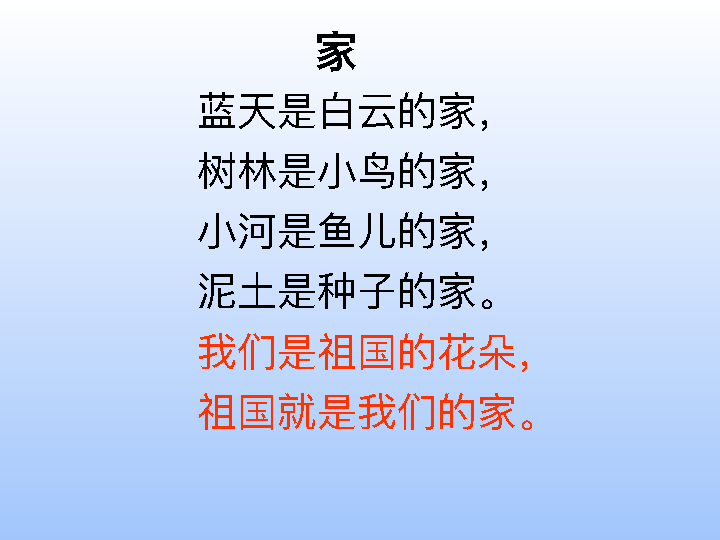 家
蓝天是白云的家，
树林是小鸟的家，
小河是鱼儿的家，
泥土是种子的家。
我们是祖国的花朵，
祖国就是我们的家。